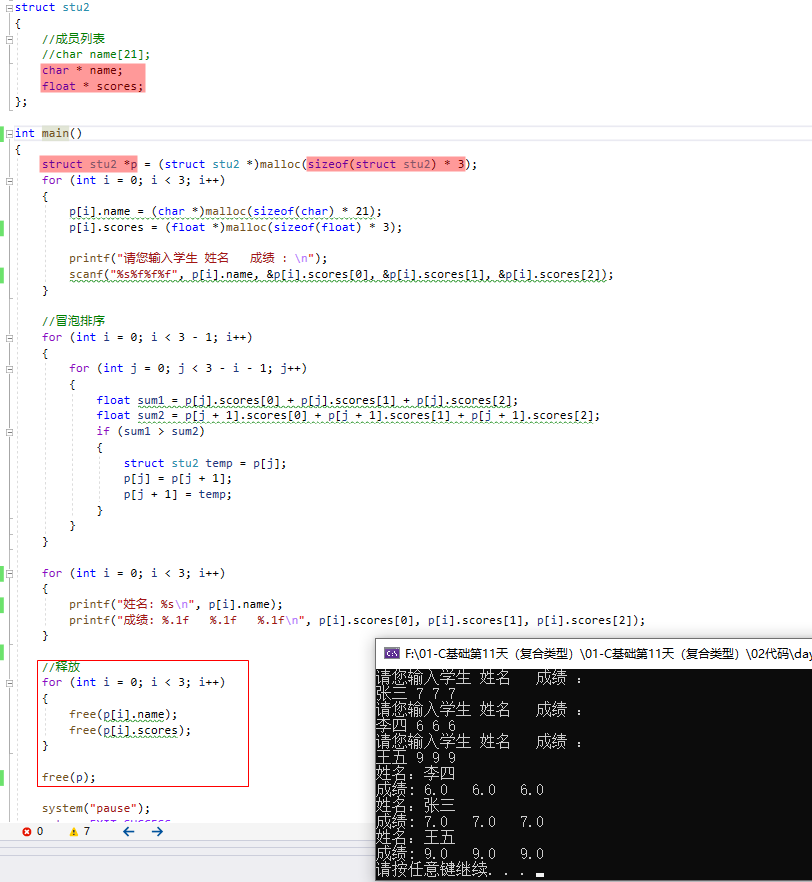 struct stu2
{
//成员列表
//char name[21];
char * name;
float * scores;
};
int main()
{
struct stu2 *p = (struct stu2 *)malloc(sizeof(struct stu2) * 3);
for (int i = 0; i < 3; i++)
{
p[i].name = (char *)malloc(sizeof(char) * 21);
p[i].scores = (float *)malloc(sizeof(float) * 3);
printf("请您输入学生 姓名   成绩 : \n");
scanf("%s%f%f%f", p[i].name, &p[i].scores[0], &p[i].scores[1], &p[i].scores[2]);
}
//冒泡排序
for (int i = 0; i < 3 - 1; i++)
{
for (int j = 0; j < 3 - i - 1; j++)
{
float sum1 = p[j].scores[0] + p[j].scores[1] + p[j].scores[2];
float sum2 = p[j + 1].scores[0] + p[j + 1].scores[1] + p[j + 1].scores[2];
if (sum1 > sum2)
{
struct stu2 temp = p[j];
p[j] = p[j + 1];
p[j + 1] = temp;
}
}
}
for (int i = 0; i < 3; i++)
{
printf("姓名: %s\n", p[i].name);
printf("成绩: %.1f   %.1f   %.1f\n", p[i].scores[0], p[i].scores[1], p[i].scores[2]);
}
//释放
for (int i = 0; i < 3; i++)
{
free(p[i].name);
free(p[i].scores);
}
free(p);
system("pause");
0 7
F:\01-C基础第11天（复合类型）\01-C基础第11天（复合类型）\02代码\day
请您输入学生 姓名   成绩 :
张三 7 7 7
请您输入学生 姓名   成绩 :
李四 6 6 6
请您输入学生 姓名   成绩 :
王五 9 9 9
姓名: 李四
成绩: 6.0   6.0   6.0
姓名: 张三
成绩: 7.0   7.0   7.0
姓名: 王五
成绩: 9.0   9.0   9.0
请按任意键继续. . .